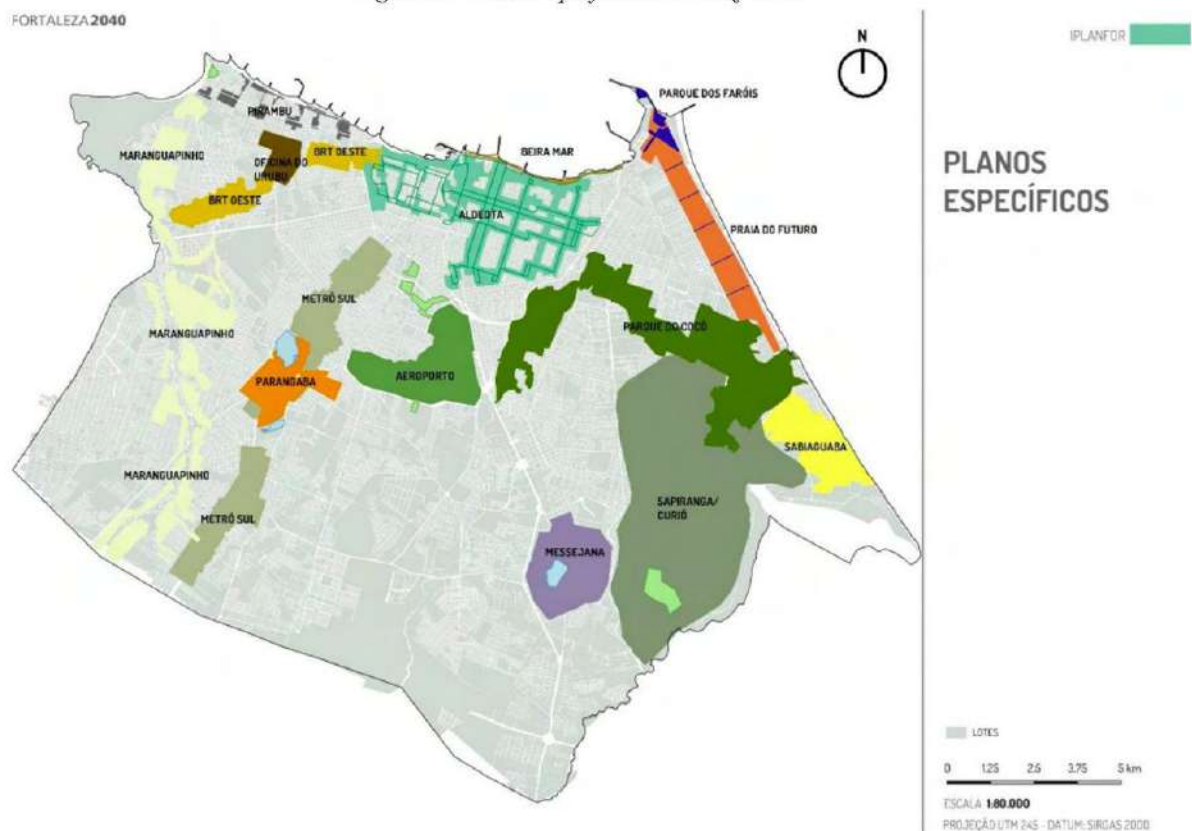 FORTALEZA 2040
IPLANFOR
N
PLANOS
ESPECÍFICOS
PARQUE DOS FARÓIS
PIRAMBU
MARANGUAPINHO
OFICINA DO
URUBU
BRT OESTE
BEIRA MAR
BRT OESTE
ALDEOTA
PRAIA DO FUTURO
METRÔ SUL
MARANGUAPINHO
PARQUE DO COCÓ
PARANGABA
AEROPORTO
SABIAGUABA
MARANGUAPINHO
SAPIRANGA/
CURIÓ
METRÔ SUL
MESSEJANA
LOTES
0 1.25 2.5 3.75 5 km
ESCALA 1:80.000
PROJEÇÃO UTM 24S - DATUM: SIRGAS 2000